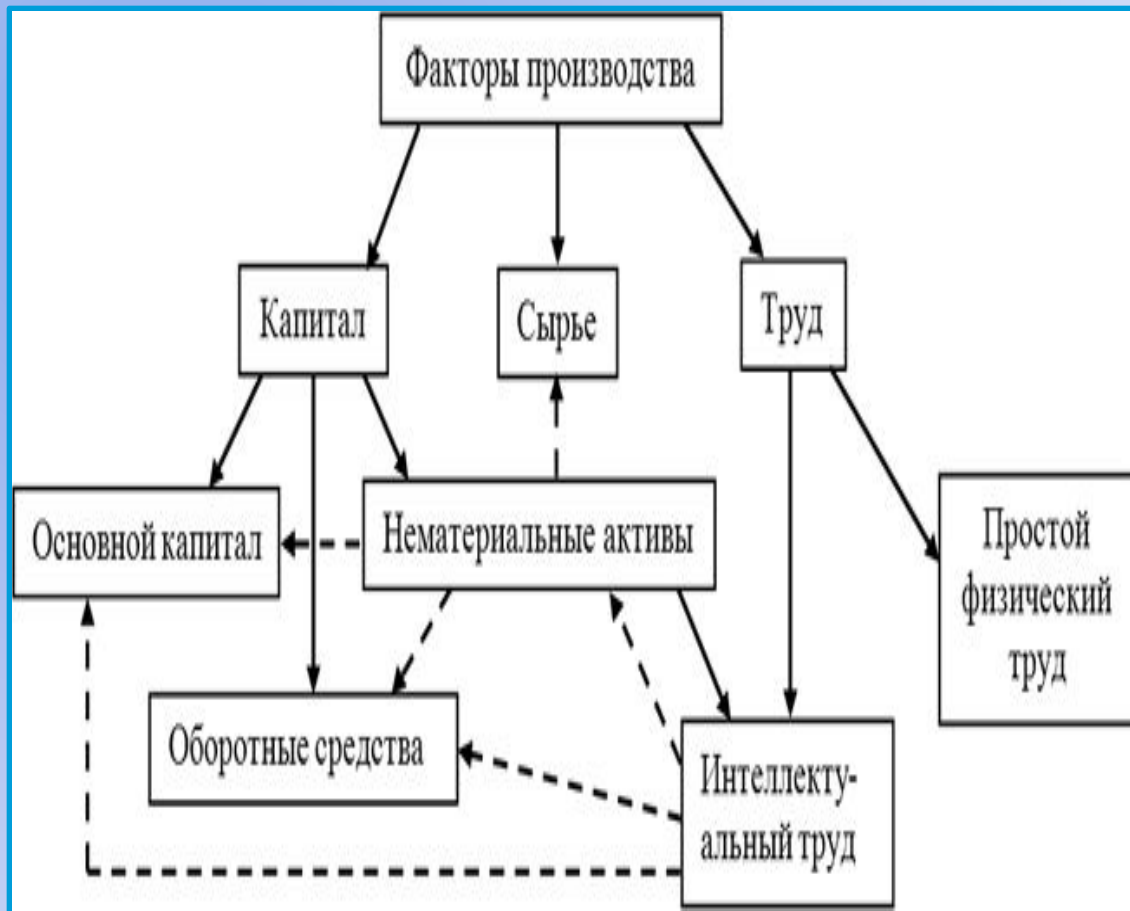 Факторы производства
Капитал
Сырье
Труд
Основной капитал
Нематериальные активы
Простой
физический
труд
Оборотные средства
Интеллекту-
альный труд